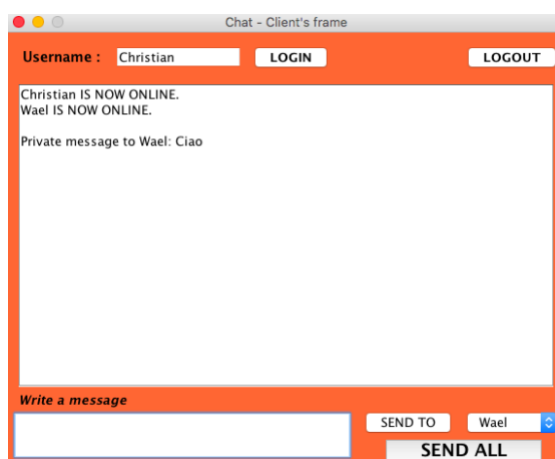 Chat - Client's frame
Username : Christian LOGIN LOGOUT
Christian IS NOW ONLINE.
Wael IS NOW ONLINE.
Private message to Wael: Ciao
Write a message
SEND TO Wael
SEND ALL